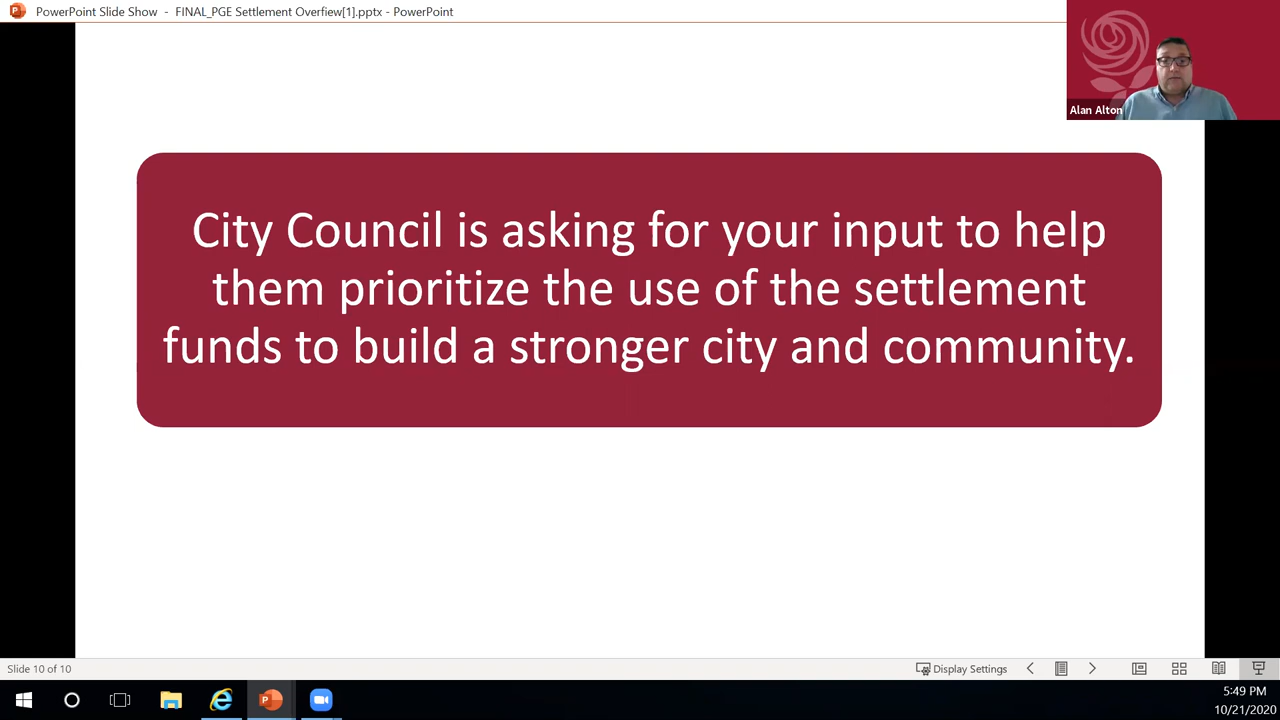 PowerPoint Slide Show - FINAL_PGE Settlement Overfiew[1].pptx - PowerPoint
Alan Alton
City Council is asking for your input to help
them prioritize the use of the settlement
funds to build a stronger city and community.
Slide 10 of 10
Display Settings
5:49 PM
10/21/2020